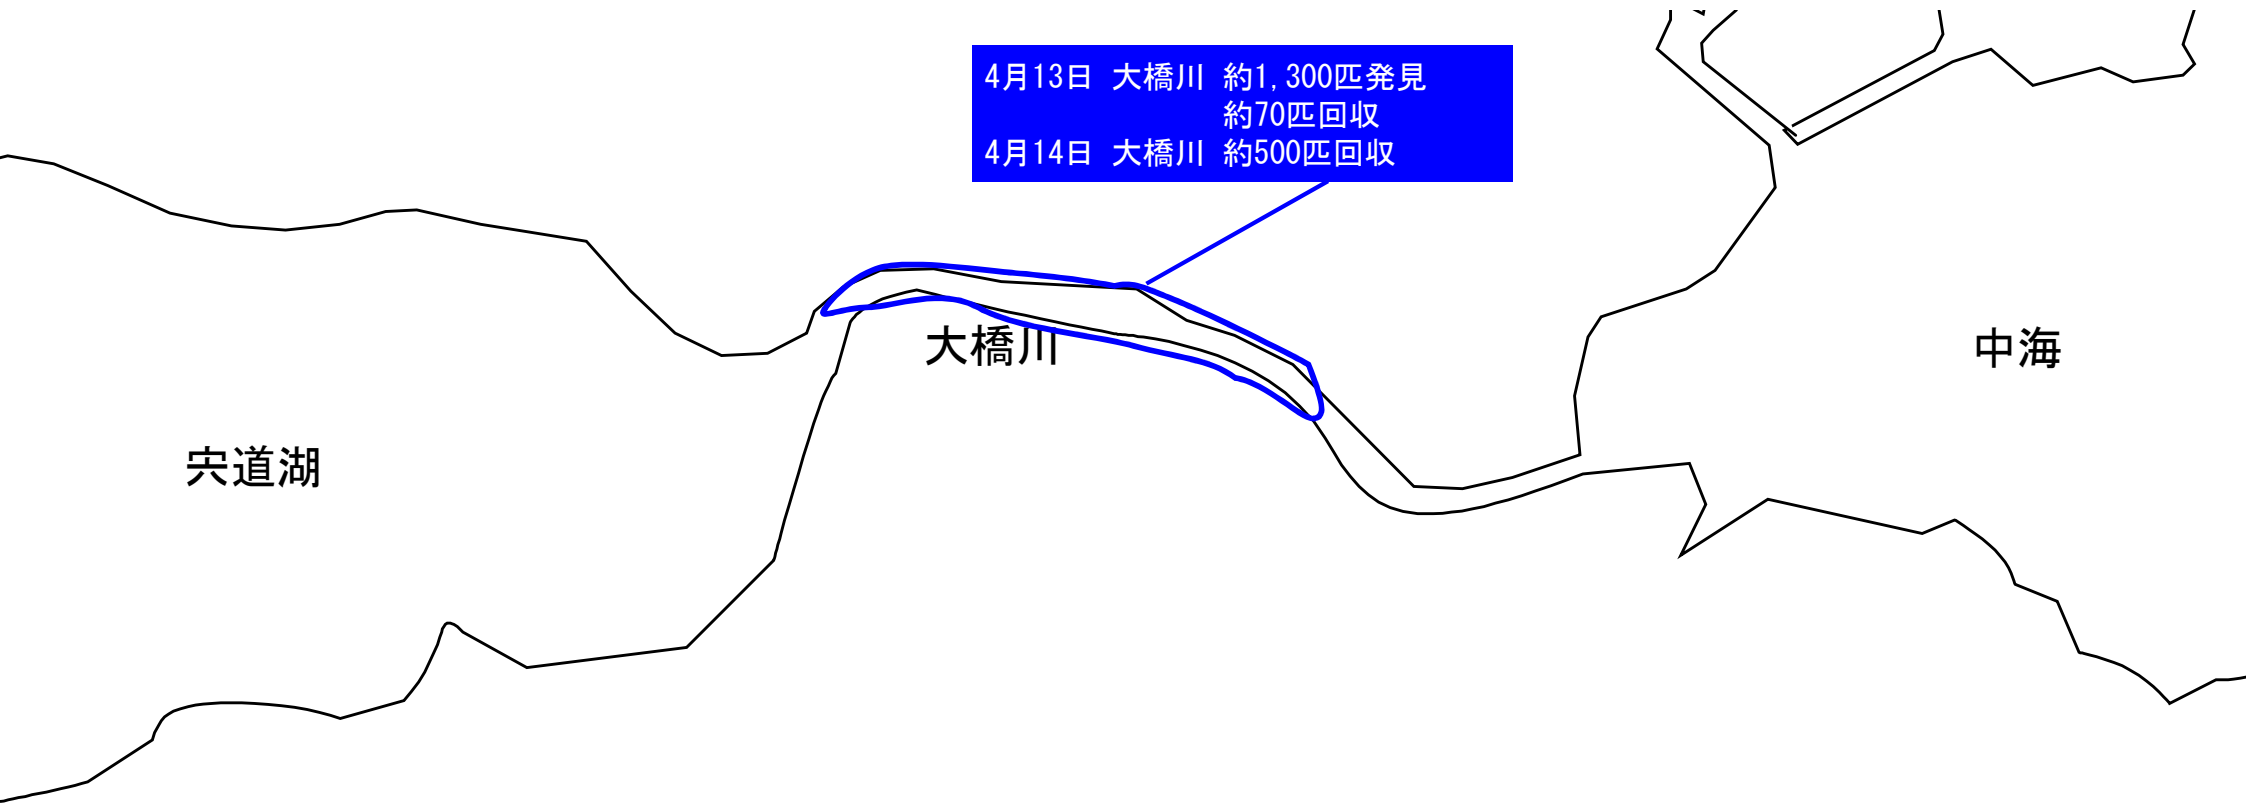 4月13日 大橋川 約1,300匹発見
約70匹回収
4月14日 大橋川 約500匹回収
大橋川
中海
宍道湖